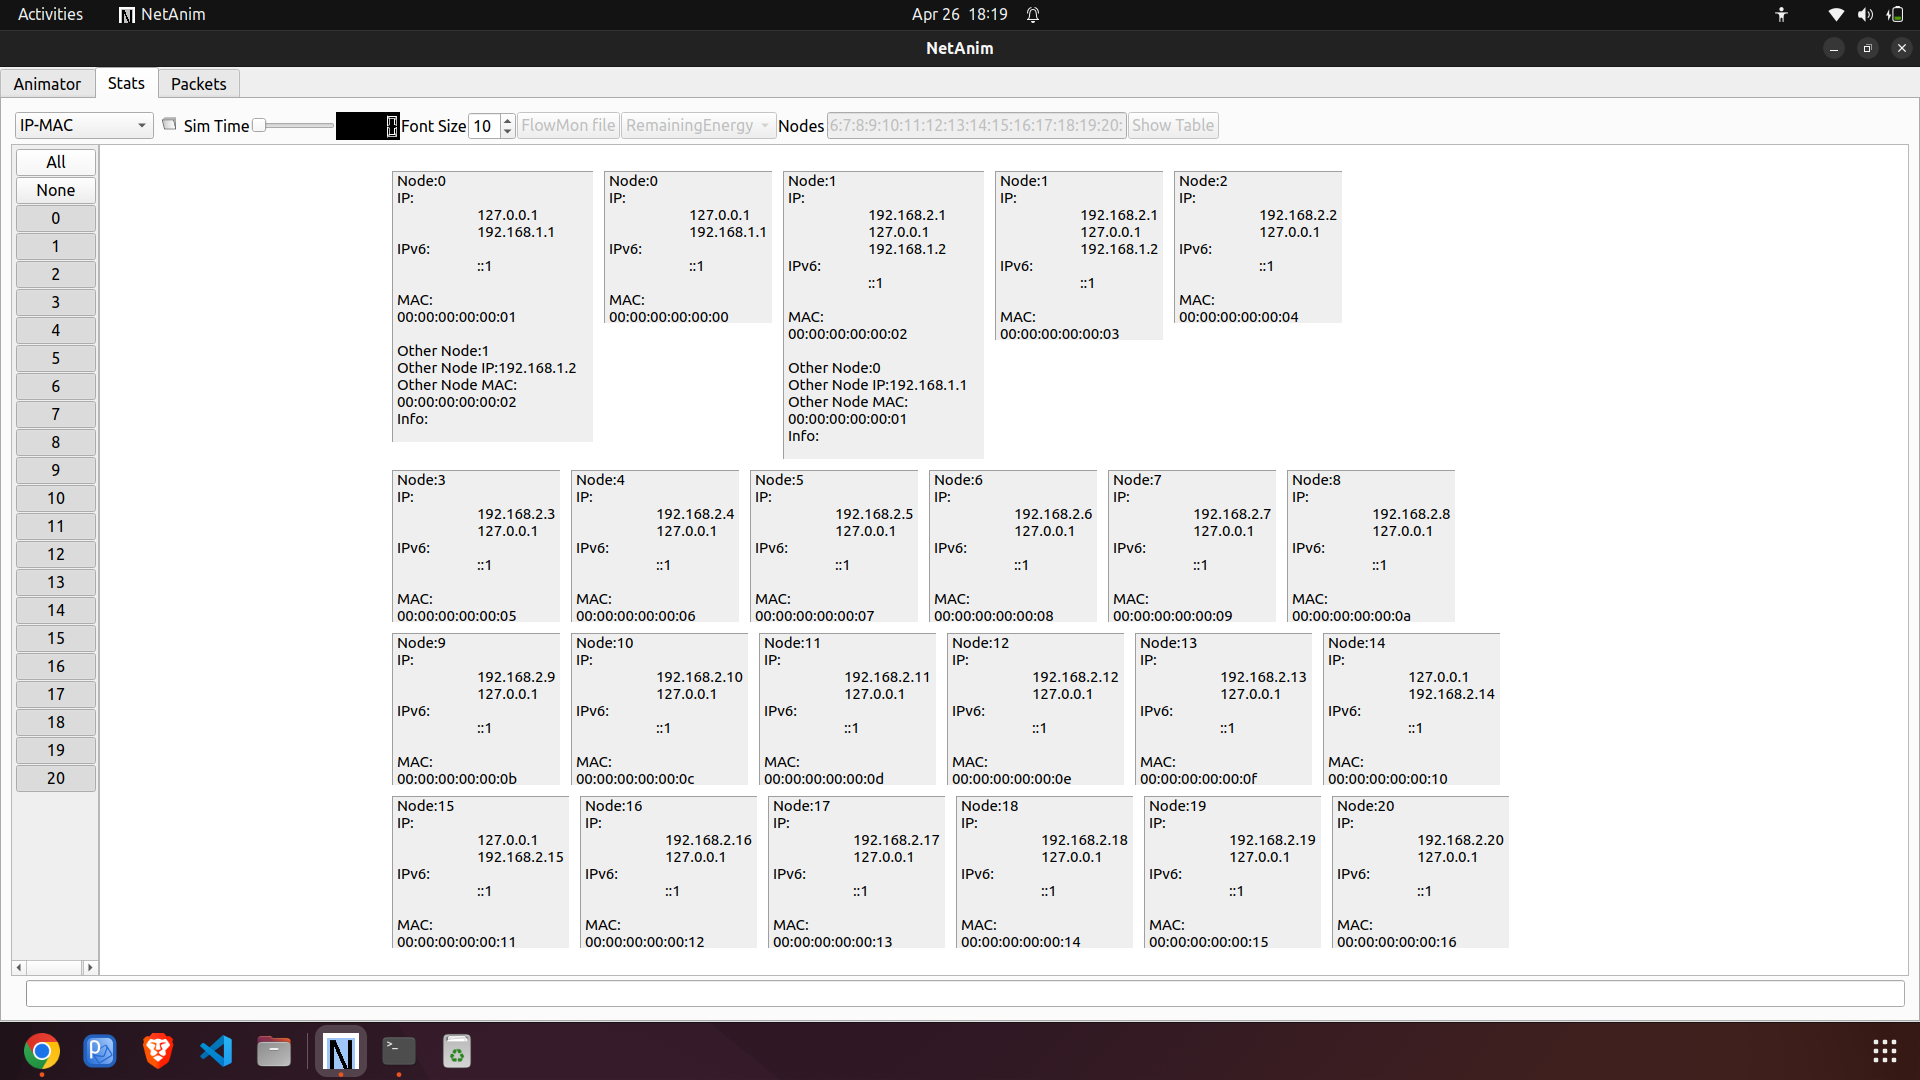 Activities NetAnim Apr 26 18:19
NetAnim
Animator Stats Packets
IP-MAC Sim Time 0 Font Size 10 FlowMon file RemainingEnergy Nodes 6:7:8:9:10:11:12:13:14:15:16:17:18:19:20: Show Table
All
None
0
1
2
3
4
5
6
7
8
9
10
11
12
13
14
15
16
17
18
19
20
Node:0
IP:
127.0.0.1
192.168.1.1
IPv6:
::1
MAC:
00:00:00:00:00:01
Other Node:1
Other Node IP:192.168.1.2
Other Node MAC:
00:00:00:00:00:02
Info:
Node:0
IP:
127.0.0.1
192.168.1.1
IPv6:
::1
MAC:
00:00:00:00:00:00
Node:1
IP:
192.168.2.1
127.0.0.1
192.168.1.2
IPv6:
::1
MAC:
00:00:00:00:00:02
Other Node:0
Other Node IP:192.168.1.1
Other Node MAC:
00:00:00:00:00:01
Info:
Node:1
IP:
192.168.2.1
127.0.0.1
192.168.1.2
IPv6:
::1
MAC:
00:00:00:00:00:03
Node:2
IP:
192.168.2.2
127.0.0.1
IPv6:
::1
MAC:
00:00:00:00:00:04
Node:3
IP:
192.168.2.3
127.0.0.1
IPv6:
::1
MAC:
00:00:00:00:00:05
Node:4
IP:
192.168.2.4
127.0.0.1
IPv6:
::1
MAC:
00:00:00:00:00:06
Node:5
IP:
192.168.2.5
127.0.0.1
IPv6:
::1
MAC:
00:00:00:00:00:07
Node:6
IP:
192.168.2.6
127.0.0.1
IPv6:
::1
MAC:
00:00:00:00:00:08
Node:7
IP:
192.168.2.7
127.0.0.1
IPv6:
::1
MAC:
00:00:00:00:00:09
Node:8
IP:
192.168.2.8
127.0.0.1
IPv6:
::1
MAC:
00:00:00:00:00:0a
Node:9
IP:
192.168.2.9
127.0.0.1
IPv6:
::1
MAC:
00:00:00:00:00:0b
Node:10
IP:
192.168.2.10
127.0.0.1
IPv6:
::1
MAC:
00:00:00:00:00:0c
Node:11
IP:
192.168.2.11
127.0.0.1
IPv6:
::1
MAC:
00:00:00:00:00:0d
Node:12
IP:
192.168.2.12
127.0.0.1
IPv6:
::1
MAC:
00:00:00:00:00:0e
Node:13
IP:
192.168.2.13
127.0.0.1
IPv6:
::1
MAC:
00:00:00:00:00:0f
Node:14
IP:
127.0.0.1
192.168.2.14
IPv6:
::1
MAC:
00:00:00:00:00:10
Node:15
IP:
127.0.0.1
192.168.2.15
IPv6:
::1
MAC:
00:00:00:00:00:11
Node:16
IP:
192.168.2.16
127.0.0.1
IPv6:
::1
MAC:
00:00:00:00:00:12
Node:17
IP:
192.168.2.17
127.0.0.1
IPv6:
::1
MAC:
00:00:00:00:00:13
Node:18
IP:
192.168.2.18
127.0.0.1
IPv6:
::1
MAC:
00:00:00:00:00:14
Node:19
IP:
192.168.2.19
127.0.0.1
IPv6:
::1
MAC:
00:00:00:00:00:15
Node:20
IP:
192.168.2.20
127.0.0.1
IPv6:
::1
MAC:
00:00:00:00:00:16